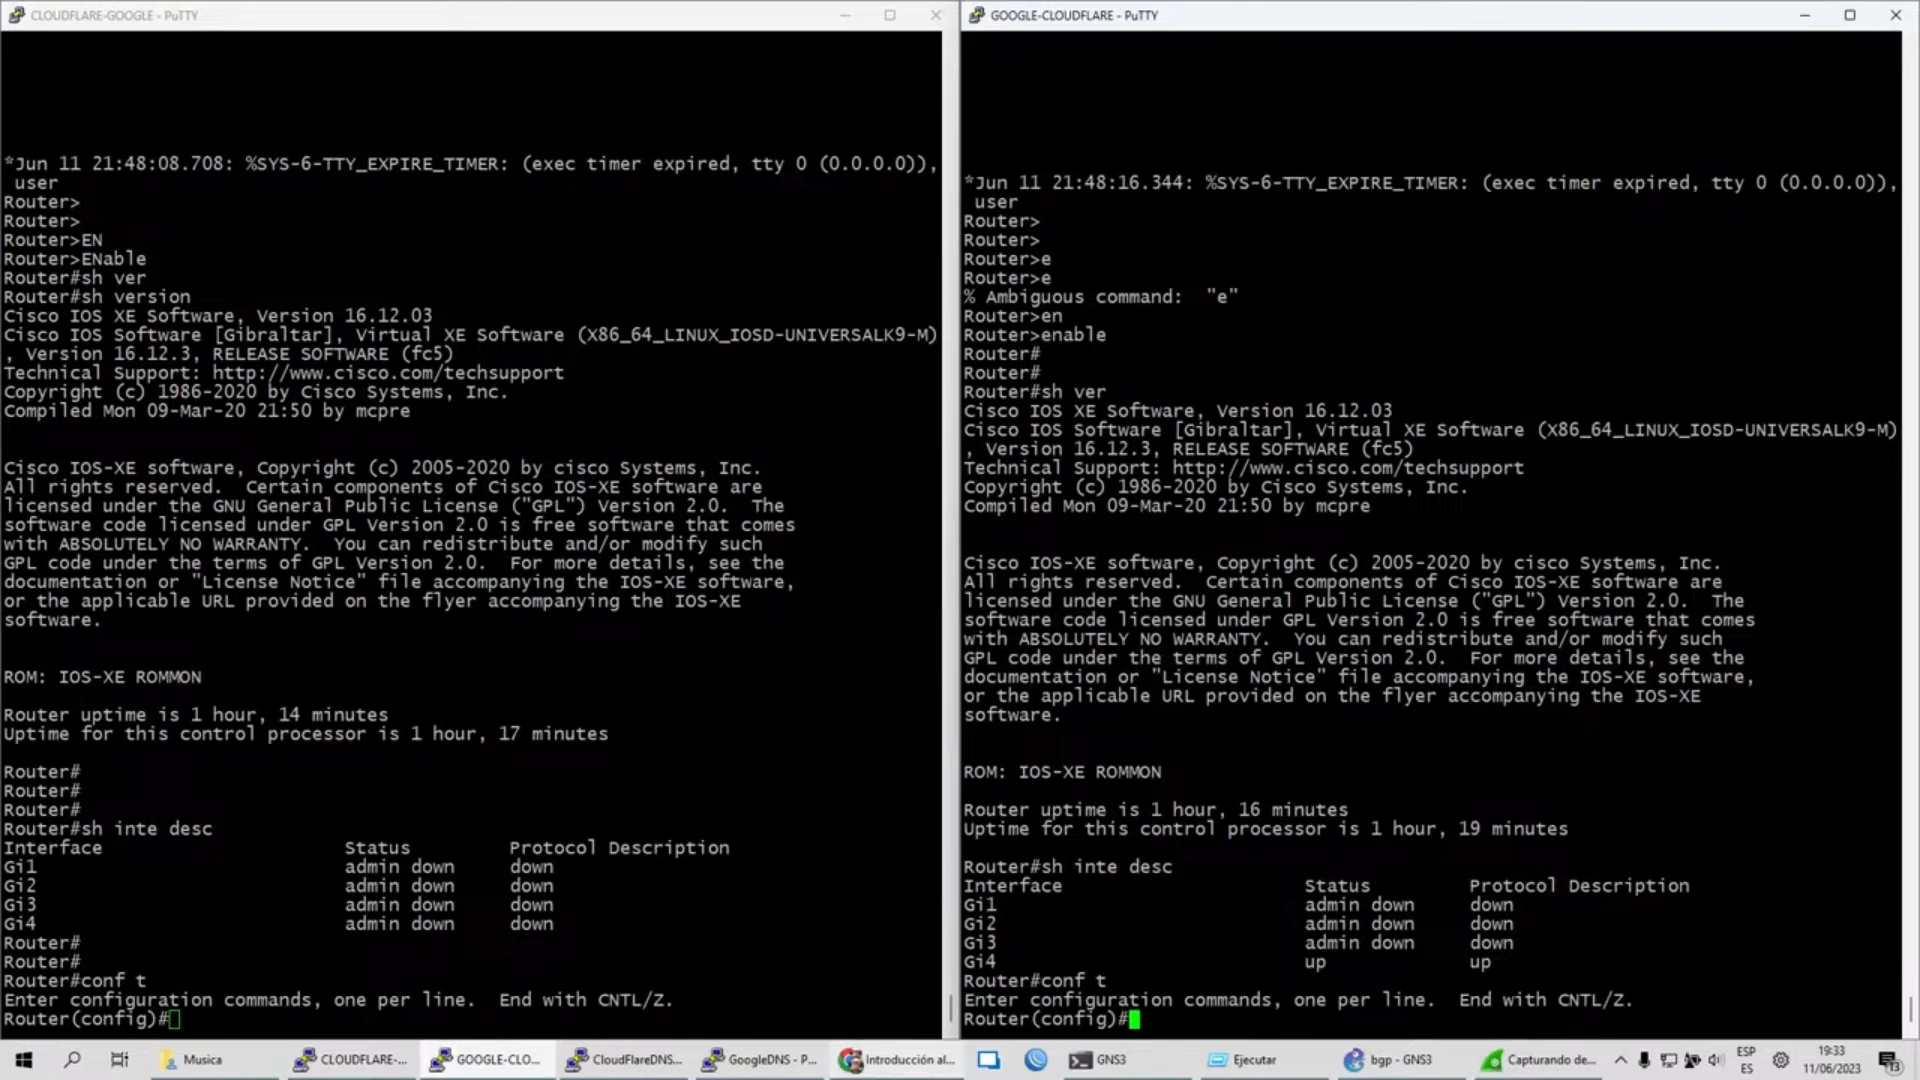 CLOUDFLARE-GOOGLE - PuTTY
*Jun 11 21:48:08.708: %SYS-6-TTY_EXPIRE_TIMER: (exec timer expired, tty 0 (0.0.0.0)),
user
Router>
Router>
Router>EN
Router>ENable
Router#sh ver
Router#sh version
Cisco IOS XE Software, Version 16.12.03
Cisco IOS Software [Gibraltar], Virtual XE Software (X86_64_LINUX_IOSD-UNIVERSALK9-M)
, Version 16.12.3, RELEASE SOFTWARE (fc5)
Technical Support: http://www.cisco.com/techsupport
Copyright (c) 1986-2020 by Cisco Systems, Inc.
Compiled Mon 09-Mar-20 21:50 by mcpre
Cisco IOS-XE software, Copyright (c) 2005-2020 by cisco Systems, Inc.
All rights reserved.  Certain components of Cisco IOS-XE software are
licensed under the GNU General Public License ("GPL") Version 2.0.  The
software code licensed under GPL Version 2.0 is free software that comes
with ABSOLUTELY NO WARRANTY.  You can redistribute and/or modify such
GPL code under the terms of GPL Version 2.0.  For more details, see the
documentation or "License Notice" file accompanying the IOS-XE software,
or the applicable URL provided on the flyer accompanying the IOS-XE
software.
ROM: IOS-XE ROMMON
Router uptime is 1 hour, 14 minutes
Uptime for this control processor is 1 hour, 17 minutes
Router#
Router#
Router#
Router#sh inte desc
Interface Status Protocol Description
Gi1 admin down down
Gi2 admin down down
Gi3 admin down down
Gi4 admin down down
Router#
Router#
Router#conf t
Enter configuration commands, one per line.  End with CNTL/Z.
Router(config)#
GOOGLE-CLOUDFLARE - PuTTY
*Jun 11 21:48:16.344: %SYS-6-TTY_EXPIRE_TIMER: (exec timer expired, tty 0 (0.0.0.0)),
user
Router>
Router>
Router>e
Router>e
% Ambiguous command:  "e"
Router>en
Router>enable
Router#
Router#
Router#sh ver
Cisco IOS XE Software, Version 16.12.03
Cisco IOS Software [Gibraltar], Virtual XE Software (X86_64_LINUX_IOSD-UNIVERSALK9-M)
, Version 16.12.3, RELEASE SOFTWARE (fc5)
Technical Support: http://www.cisco.com/techsupport
Copyright (c) 1986-2020 by Cisco Systems, Inc.
Compiled Mon 09-Mar-20 21:50 by mcpre
Cisco IOS-XE software, Copyright (c) 2005-2020 by cisco Systems, Inc.
All rights reserved.  Certain components of Cisco IOS-XE software are
licensed under the GNU General Public License ("GPL") Version 2.0.  The
software code licensed under GPL Version 2.0 is free software that comes
with ABSOLUTELY NO WARRANTY.  You can redistribute and/or modify such
GPL code under the terms of GPL Version 2.0.  For more details, see the
documentation or "License Notice" file accompanying the IOS-XE software,
or the applicable URL provided on the flyer accompanying the IOS-XE
software.
ROM: IOS-XE ROMMON
Router uptime is 1 hour, 16 minutes
Uptime for this control processor is 1 hour, 19 minutes
Router#sh inte desc
Interface Status Protocol Description
Gi1 admin down down
Gi2 admin down down
Gi3 admin down down
Gi4 up up
Router#conf t
Enter configuration commands, one per line.  End with CNTL/Z.
Router(config)#
Musica
CLOUDFLARE-...
GOOGLE-CLO...
CloudFlareDNS...
GoogleDNS - P...
Introducción al...
GNS3
Ejecutar
bgp - GNS3
Capturando de...
ESP
ES
19:33
11/06/2023
13